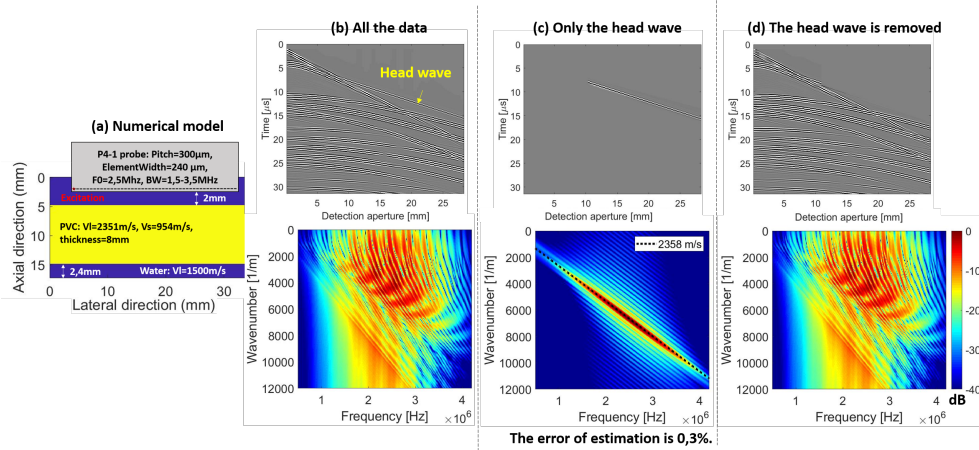 (b) All the data
(c) Only the head wave
(d) The head wave is removed
0
5
10
15
20
25
30
Time [μs]
Head wave
0 5 10 15 20 25
Detection aperture [mm]
0
5
10
15
20
25
30
Time [μs]
0 5 10 15 20 25
Detection aperture [mm]
0
5
10
15
20
25
30
Time [μs]
0 5 10 15 20 25
Detection aperture [mm]
(a) Numerical model
P4-1 probe: Pitch=300μm,
ElementWidth=240 μm,
F0=2,5Mhz, BW=1,5-3,5MHz
Excitation
2mm
PVC: Vl=2351m/s, Vs=954m/s,
thickness=8mm
2,4mm
Water: Vl=1500m/s
0
5
10
15
Axial direction (mm)
0 10 20 30
Lateral direction (mm)
0
2000
4000
6000
8000
10000
12000
Wavenumber [1/m]
1 2 3 4
Frequency [Hz]
×10⁶
0
2000
4000
6000
8000
10000
12000
Wavenumber [1/m]
2358 m/s
1 2 3 4
Frequency [Hz]
×10⁶
0
2000
4000
6000
8000
10000
12000
Wavenumber [1/m]
1 2 3 4
Frequency [Hz]
×10⁶
0
-10
-20
-30
-40
dB
The error of estimation is 0,3%.